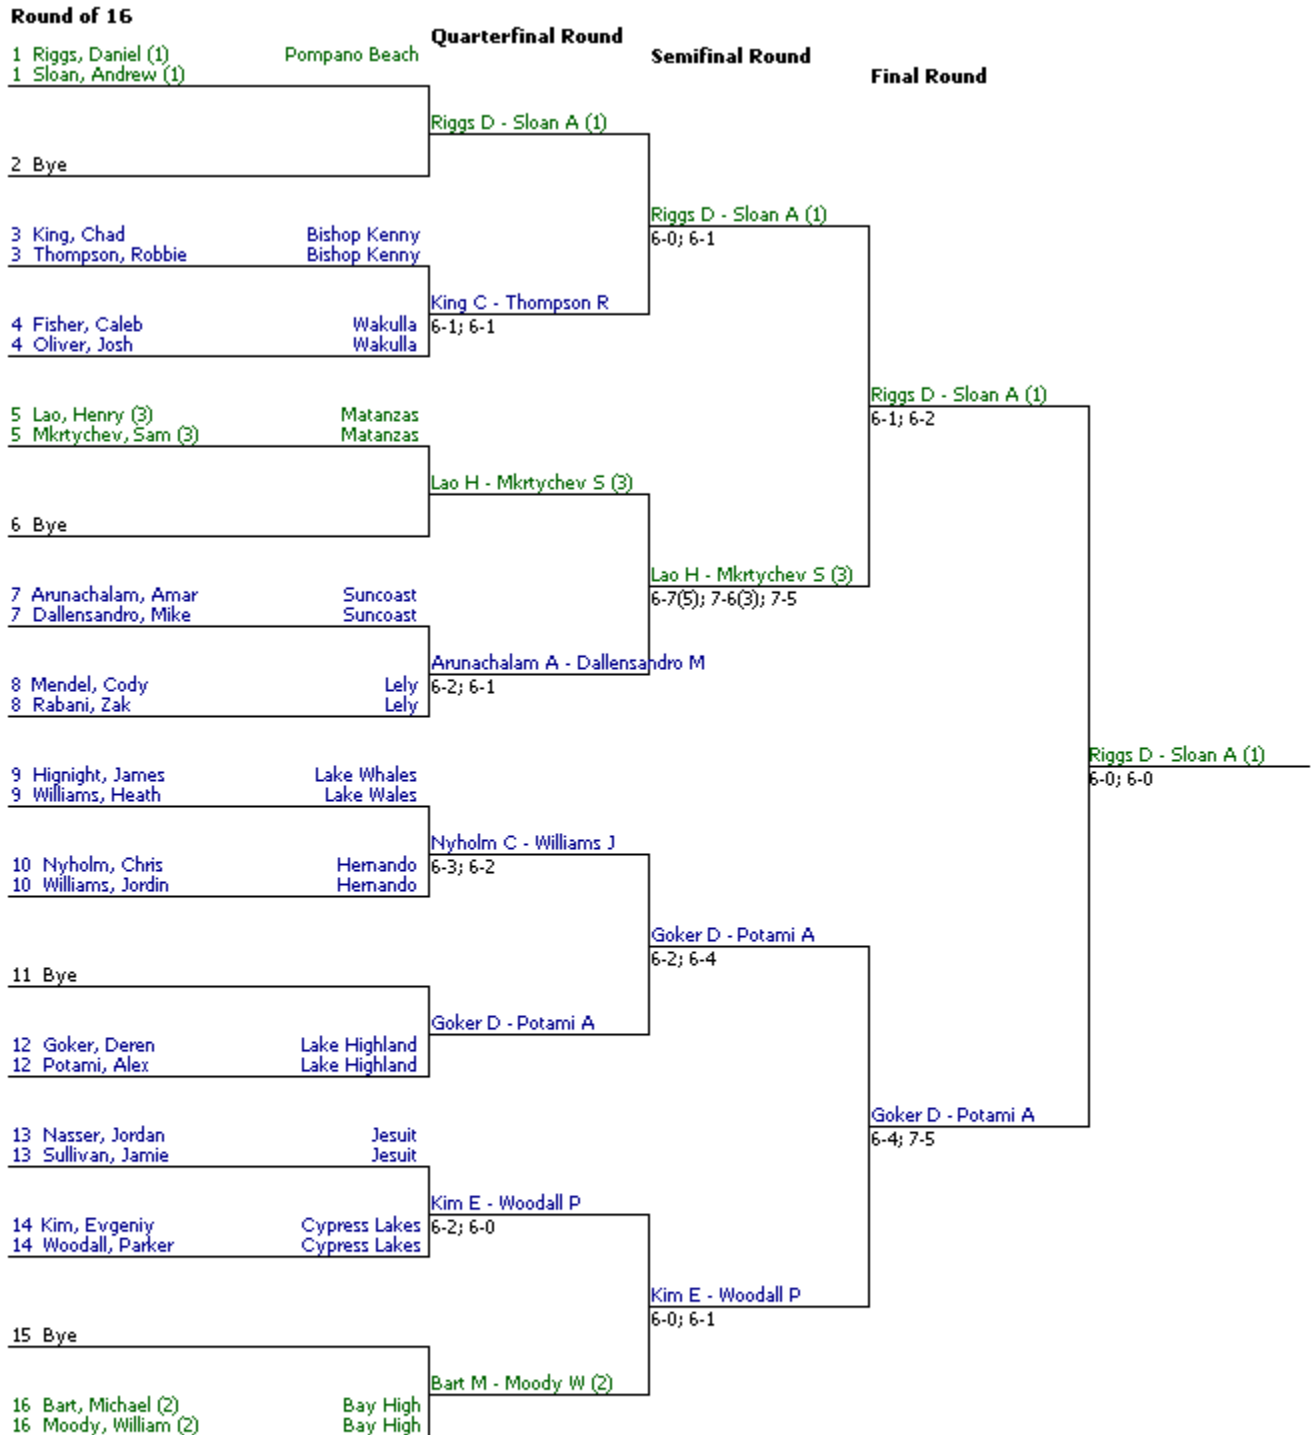 Round of 16
Quarterfinal Round
Semifinal Round
Final Round
1 Riggs, Daniel (1) Pompano Beach
1 Sloan, Andrew (1)
Riggs D - Sloan A (1)
2 Bye
Riggs D - Sloan A (1)
6-0; 6-1
3 King, Chad Bishop Kenny
3 Thompson, Robbie Bishop Kenny
King C - Thompson R
6-1; 6-1
4 Fisher, Caleb Wakulla
4 Oliver, Josh Wakulla
Riggs D - Sloan A (1)
6-1; 6-2
5 Lao, Henry (3) Matanzas
5 Mkrtychev, Sam (3) Matanzas
Lao H - Mkrtychev S (3)
6 Bye
Lao H - Mkrtychev S (3)
6-7(5); 7-6(3); 7-5
7 Arunachalam, Amar Suncoast
7 Dallensandro, Mike Suncoast
Arunachalam A - Dallensandro M
6-2; 6-1
8 Mendel, Cody Lely
8 Rabani, Zak Lely
Riggs D - Sloan A (1)
6-0; 6-0
9 Hignight, James Lake Whales
9 Williams, Heath Lake Wales
Nyholm C - Williams J
6-3; 6-2
10 Nyholm, Chris Hernando
10 Williams, Jordin Hernando
Goker D - Potami A
6-2; 6-4
11 Bye
Goker D - Potami A
12 Goker, Deren Lake Highland
12 Potami, Alex Lake Highland
Goker D - Potami A
6-4; 7-5
13 Nasser, Jordan Jesuit
13 Sullivan, Jamie Jesuit
Kim E - Woodall P
6-2; 6-0
14 Kim, Evgeniy Cypress Lakes
14 Woodall, Parker Cypress Lakes
Kim E - Woodall P
6-0; 6-1
15 Bye
Bart M - Moody W (2)
16 Bart, Michael (2) Bay High
16 Moody, William (2) Bay High